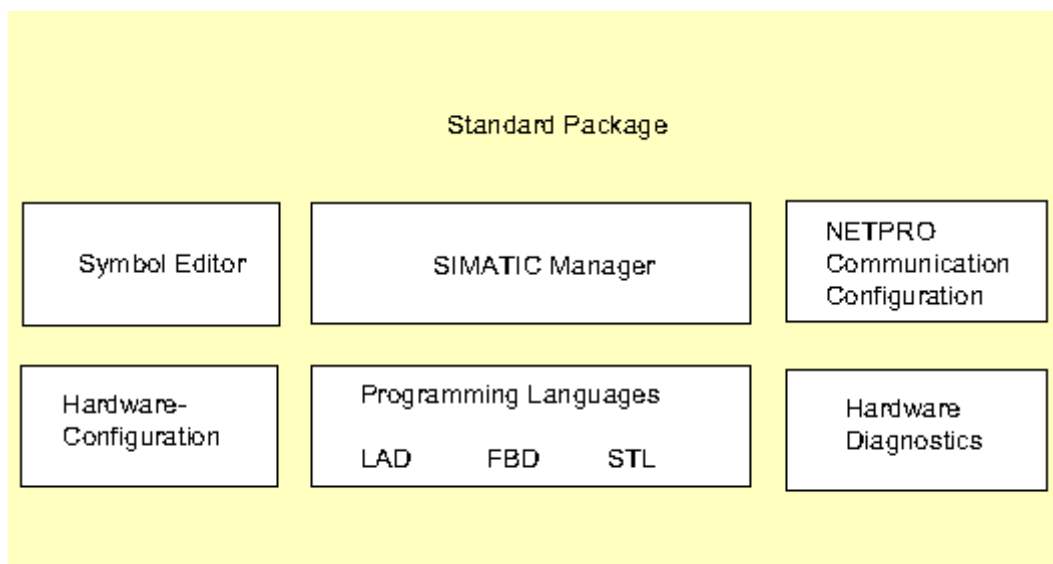 Standard Package
Symbol Editor
SIMATIC Manager
NETPRO
Communication
Configuration
Hardware-
Configuration
Programming Languages
LAD FBD STL
Hardware
Diagnostics